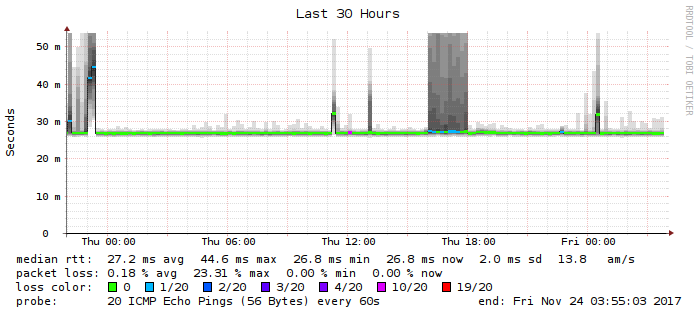 Last 30 Hours
RRDTOOL / TOBI OETIKER
Seconds
50 m
40 m
30 m
20 m
10 m
0
Thu 00:00 Thu 06:00 Thu 12:00 Thu 18:00 Fri 00:00
median rtt: 27.2 ms avg 44.6 ms max 26.8 ms min 26.8 ms now 2.0 ms sd 13.8 am/s
packet loss: 0.18 % avg 23.31 % max 0.00 % min 0.00 % now
loss color: 0 1/20 2/20 3/20 4/20 10/20 19/20
probe: 20 ICMP Echo Pings (56 Bytes) every 60s end: Fri Nov 24 03:55:03 2017